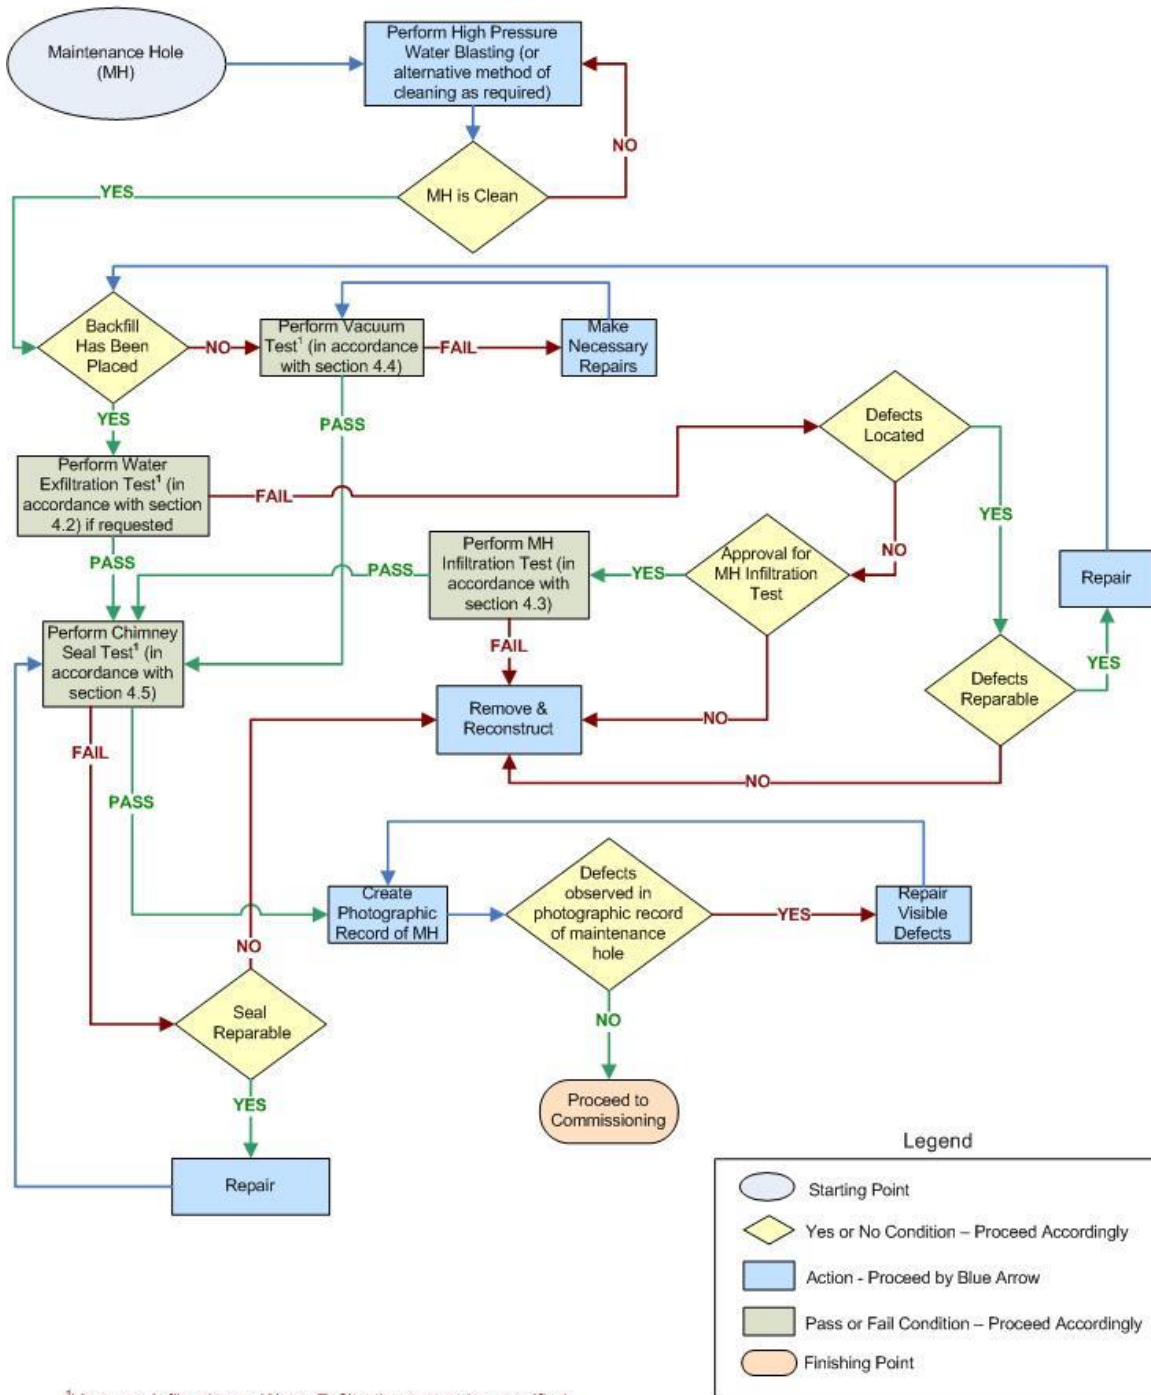 Maintenance Hole
(MH)
Perform High Pressure
Water Blasting (or
alternative method of
cleaning as required)
NO
MH is Clean
YES
Backfill
Has Been
Placed
NO
Perform Vacuum
Test¹ (in accordance
with section 4.4)
FAIL
Make
Necessary
Repairs
YES
PASS
Defects
Located
Perform Water
Exfiltration Test¹ (in
accordance with section
4.2) if requested
FAIL
YES
NO
PASS
Perform MH
Infiltration Test (in
accordance with
section 4.3)
PASS
YES
Approval for
MH Infiltration
Test
Repair
Perform Chimney
Seal Test¹ (in
accordance with
section 4.5)
FAIL
Defects
Reparable
YES
Remove &
Reconstruct
NO
FAIL
NO
PASS
Create
Photographic
Record of MH
Defects
observed in
photographic record
of maintenance
hole
YES
Repair
Visible
Defects
NO
Seal
Reparable
NO
YES
Proceed to
Commissioning
Repair
Legend
Starting Point
Yes or No Condition – Proceed Accordingly
Action - Proceed by Blue Arrow
Pass or Fail Condition – Proceed Accordingly
Finishing Point